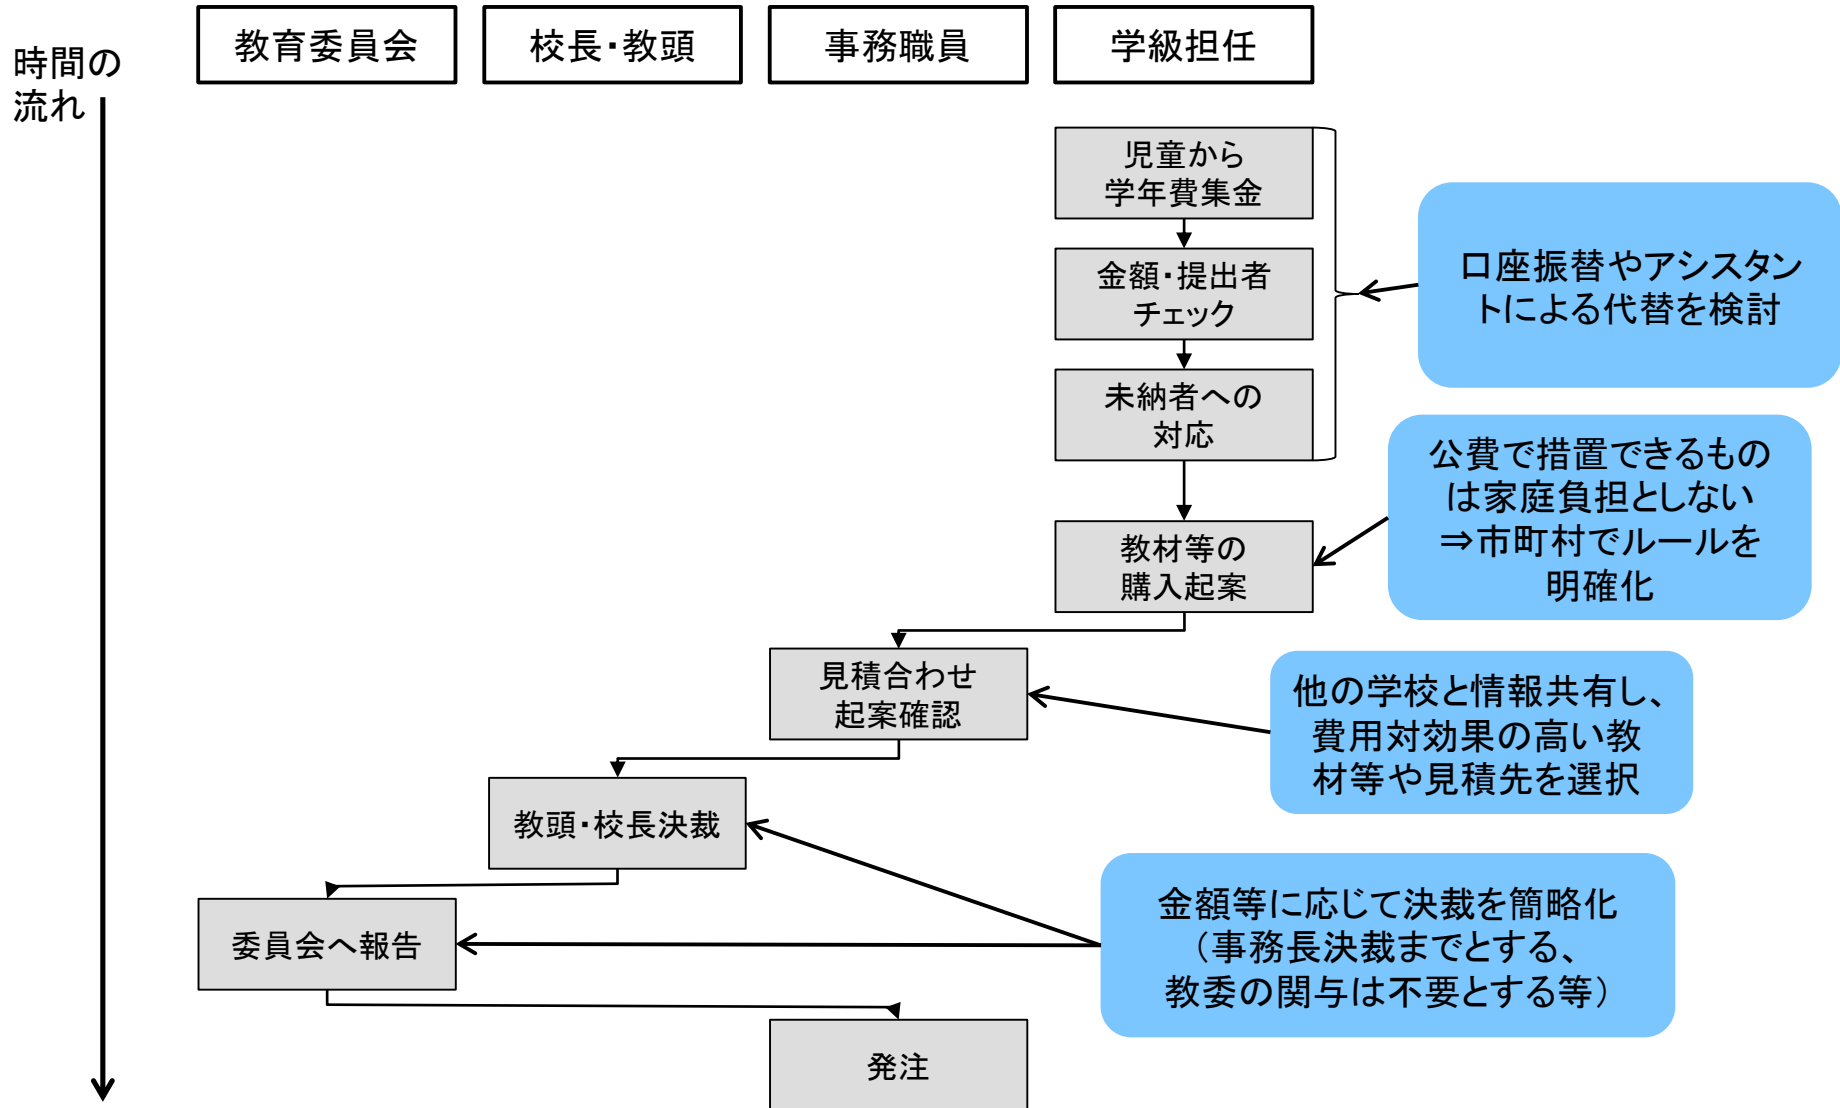 時間の
流れ
教育委員会
校長・教頭
事務職員
学級担任
児童から
学年費集金
金額・提出者
チェック
未納者への
対応
口座振替やアシスタン
トによる代替を検討
教材等の
購入起案
公費で措置できるもの
は家庭負担としない
⇒市町村でルールを
明確化
見積合わせ
起案確認
他の学校と情報共有し、
費用対効果の高い教
材等や見積先を選択
教頭・校長決裁
委員会へ報告
金額等に応じて決裁を簡略化
（事務長決裁までとする、
教委の関与は不要とする等）
発注